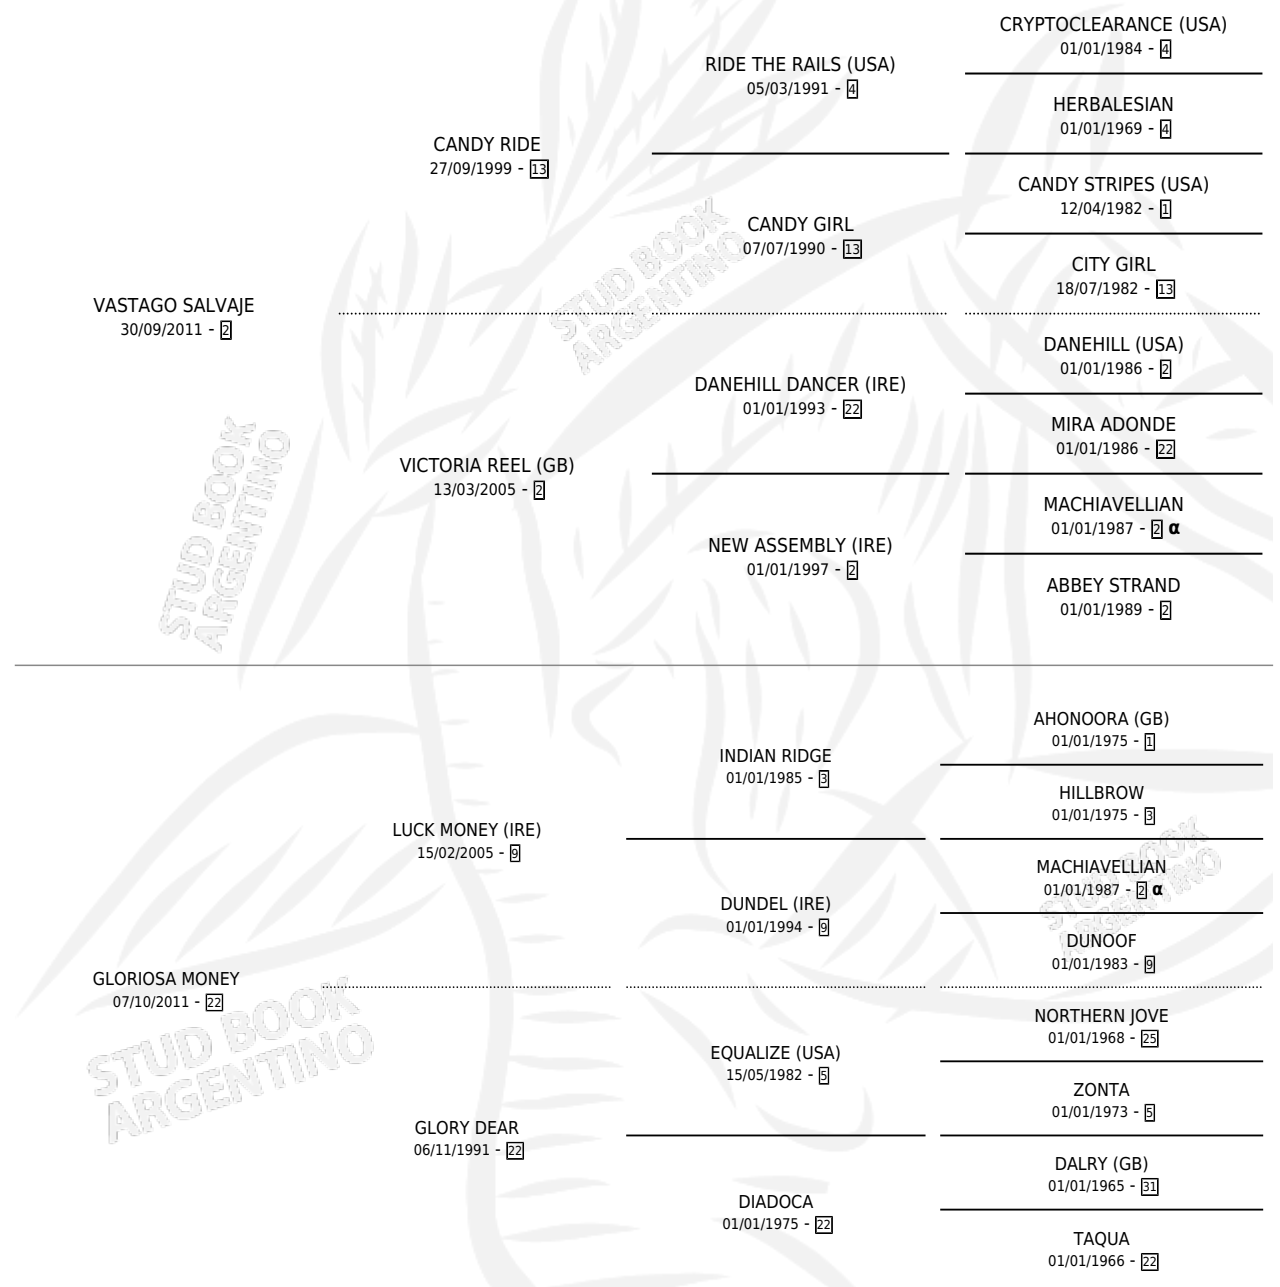 CRYPTOCLEARANCE (USA)
01/01/1984 - 4
RIDE THE RAILS (USA)
05/03/1991 - 4
HERBALESIAN
01/01/1969 - 4
CANDY RIDE
27/09/1999 - 13
CANDY STRIPES (USA)
12/04/1982 - 1
CANDY GIRL
07/07/1990 - 13
CITY GIRL
18/07/1982 - 13
VASTAGO SALVAJE
30/09/2011 - 2
DANEHILL (USA)
01/01/1986 - 2
DANEHILL DANCER (IRE)
01/01/1993 - 22
MIRA ADONDE
01/01/1986 - 22
VICTORIA REEL (GB)
13/03/2005 - 2
MACHIAVELLIAN
01/01/1987 - 2 α
NEW ASSEMBLY (IRE)
01/01/1997 - 2
ABBEY STRAND
01/01/1989 - 2
STUD BOOK
ARGENTINO
STUD BOOK
ARGENTINO
AHONOORA (GB)
01/01/1975 - 1
INDIAN RIDGE
01/01/1985 - 3
HILLBROW
01/01/1975 - 3
LUCK MONEY (IRE)
15/02/2005 - 9
MACHIAVELLIAN
01/01/1987 - 2 α
DUNDEL (IRE)
01/01/1994 - 9
DUNOOF
01/01/1983 - 9
GLORIOSA MONEY
07/10/2011 - 22
NORTHERN JOVE
01/01/1968 - 25
EQUALIZE (USA)
15/05/1982 - 5
ZONTA
01/01/1973 - 5
GLORY DEAR
06/11/1991 - 22
DALRY (GB)
01/01/1965 - 31
DIADOCA
01/01/1975 - 22
TAQUA
01/01/1966 - 22
STUD BOOK
ARGENTINO
STUD BOOK
ARGENTINO